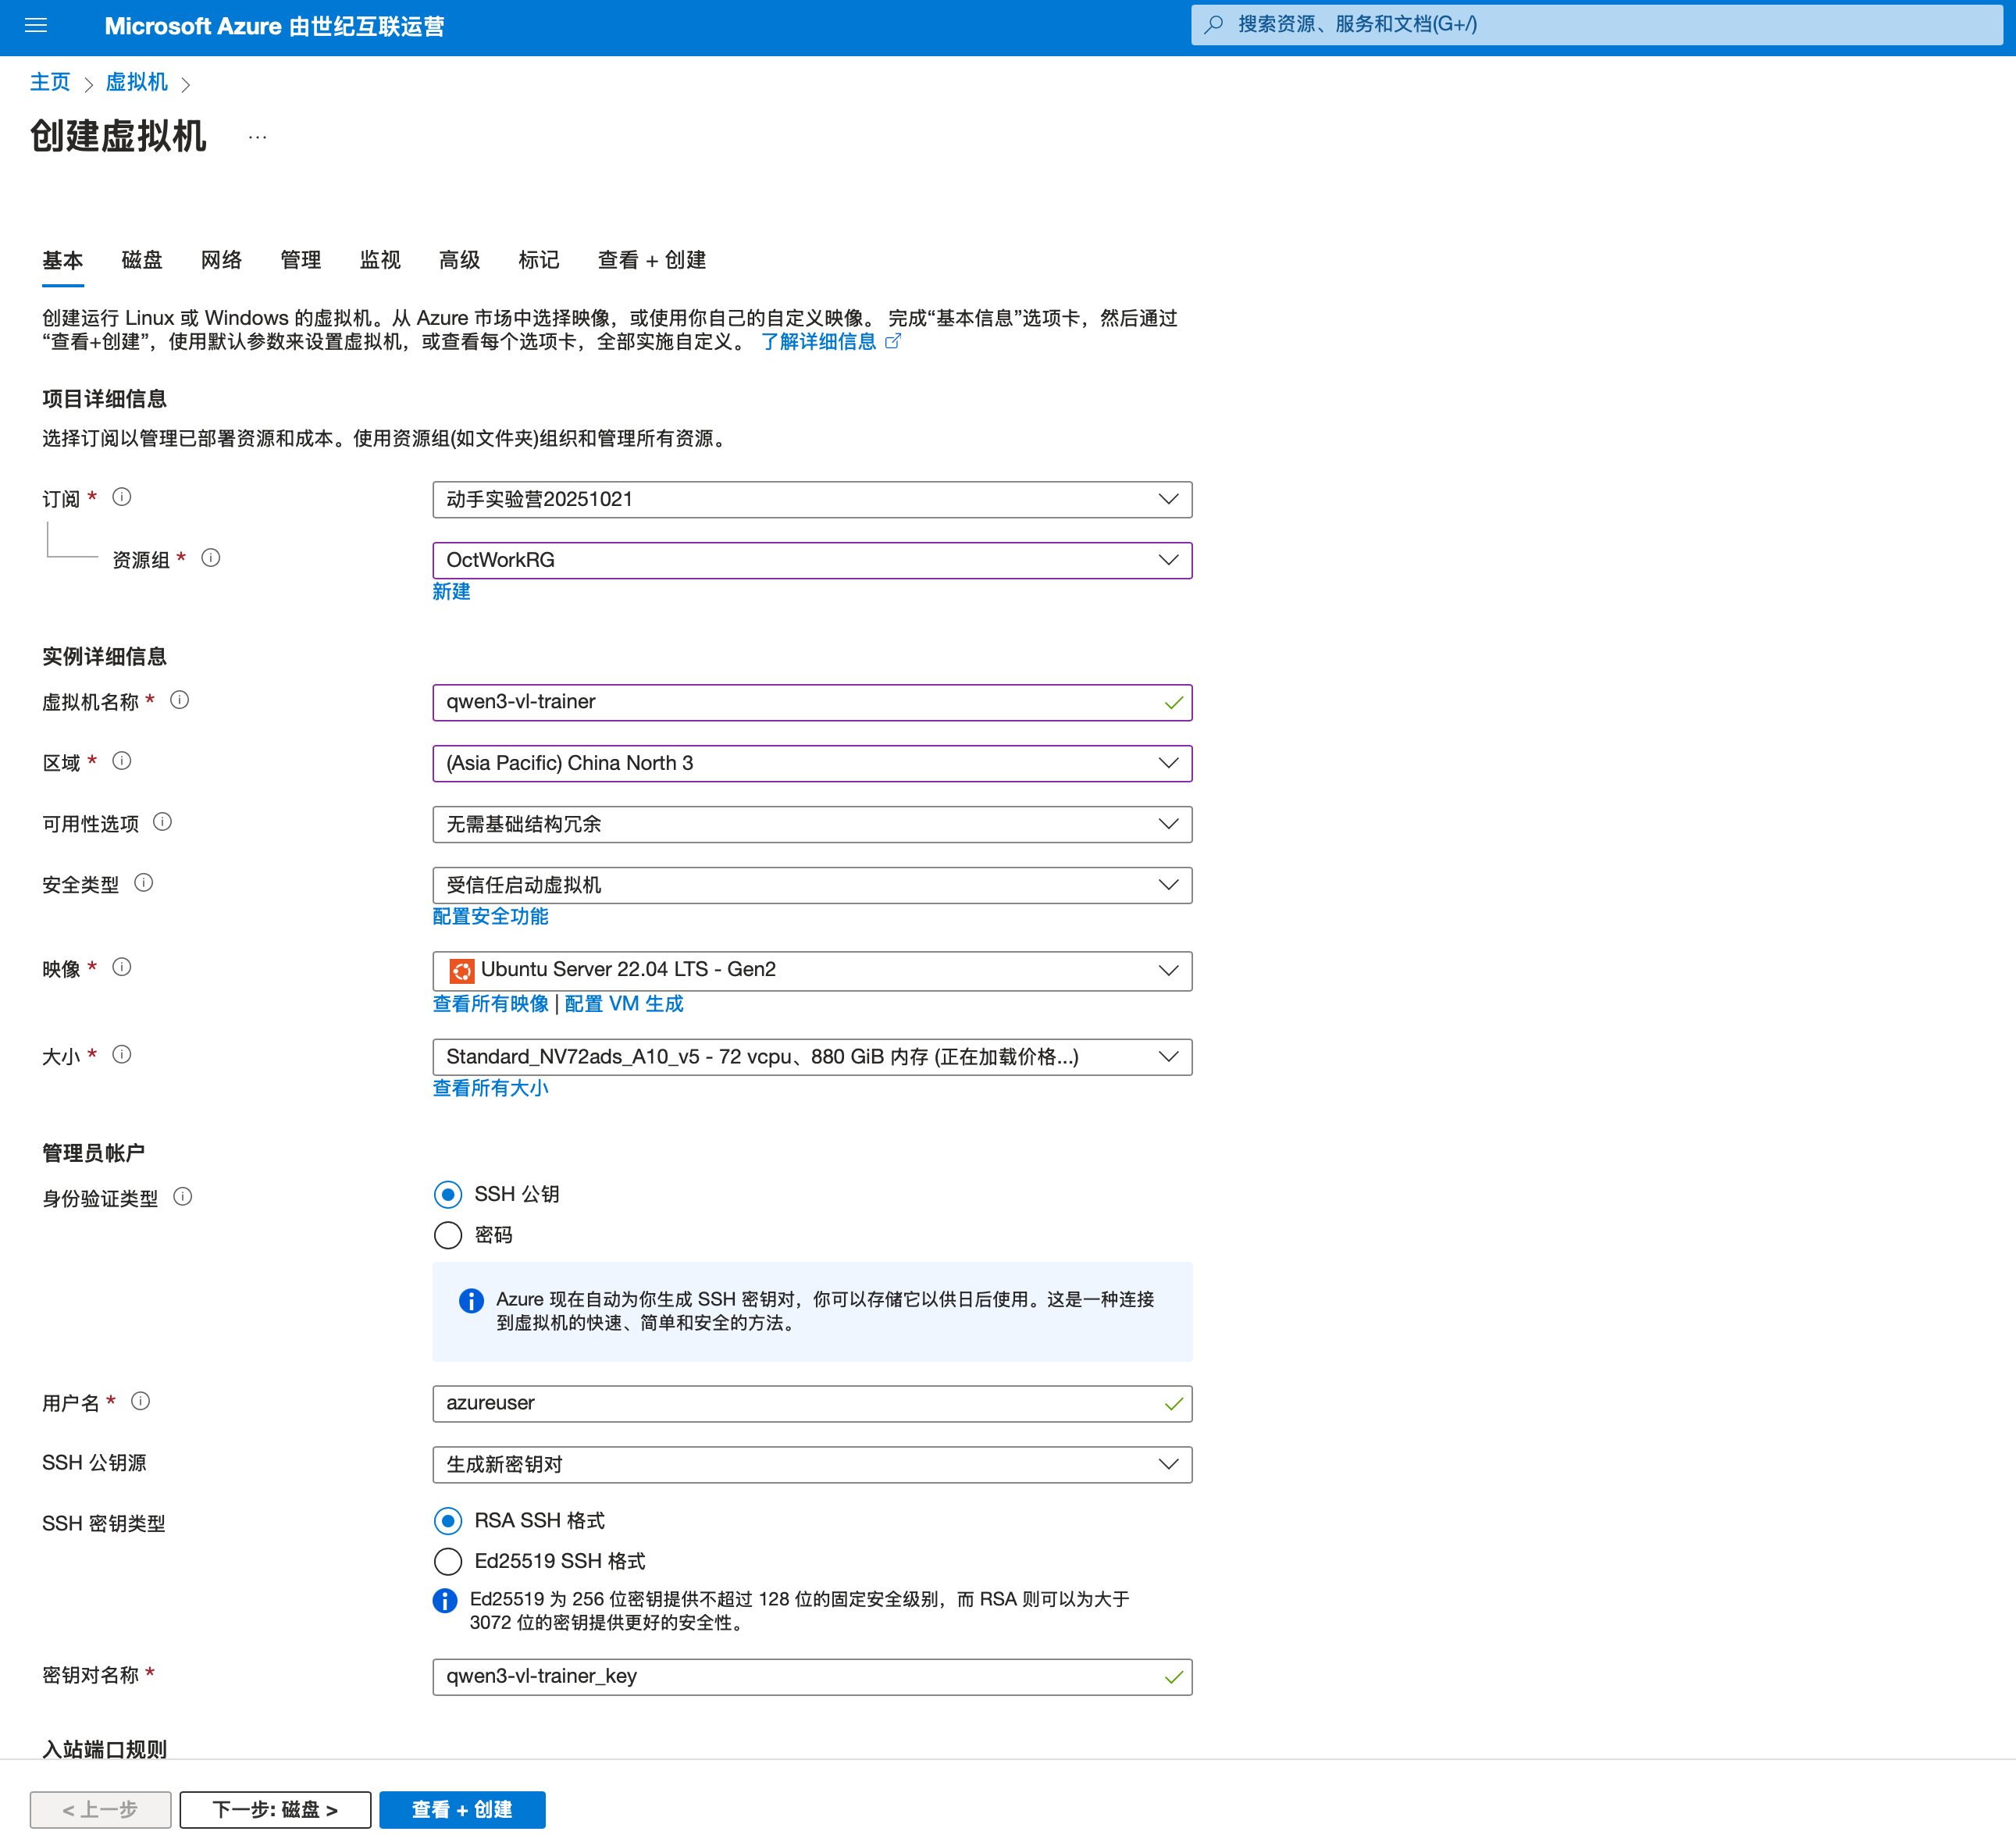 Microsoft Azure 由世纪互联运营
搜索资源、服务和文档(G+/)
主页 > 虚拟机 >
创建虚拟机 ...
基本 磁盘 网络 管理 监视 高级 标记 查看 + 创建
创建运行 Linux 或 Windows 的虚拟机。从 Azure 市场中选择映像，或使用你自己的自定义映像。 完成“基本信息”选项卡，然后通过
“查看+创建”，使用默认参数来设置虚拟机，或查看每个选项卡，全部实施自定义。 了解详细信息
项目详细信息
选择订阅以管理已部署资源和成本。使用资源组(如文件夹)组织和管理所有资源。
订阅 * 动手实验营20251021
资源组 * OctWorkRG
新建
实例详细信息
虚拟机名称 * qwen3-vl-trainer
区域 * (Asia Pacific) China North 3
可用性选项 无需基础结构冗余
安全类型 受信任启动虚拟机
配置安全功能
映像 * Ubuntu Server 22.04 LTS - Gen2
查看所有映像 | 配置 VM 生成
大小 * Standard_NV72ads_A10_v5 - 72 vcpu、880 GiB 内存 (正在加载价格...)
查看所有大小
管理员帐户
身份验证类型 SSH 公钥
密码
Azure 现在自动为你生成 SSH 密钥对，你可以存储它以供日后使用。这是一种连接
到虚拟机的快速、简单和安全的方法。
用户名 * azureuser
SSH 公钥源 生成新密钥对
SSH 密钥类型 RSA SSH 格式
Ed25519 SSH 格式
Ed25519 为 256 位密钥提供不超过 128 位的固定安全级别，而 RSA 则可以为大于
3072 位的密钥提供更好的安全性。
密钥对名称 * qwen3-vl-trainer_key
入站端口规则
< 上一步 下一步: 磁盘 > 查看 + 创建